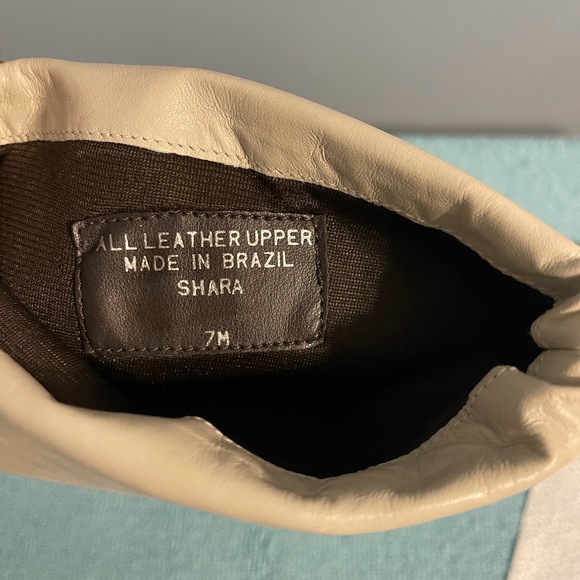 ALL LEATHER UPPER
MADE IN BRAZIL
SHARA
7M